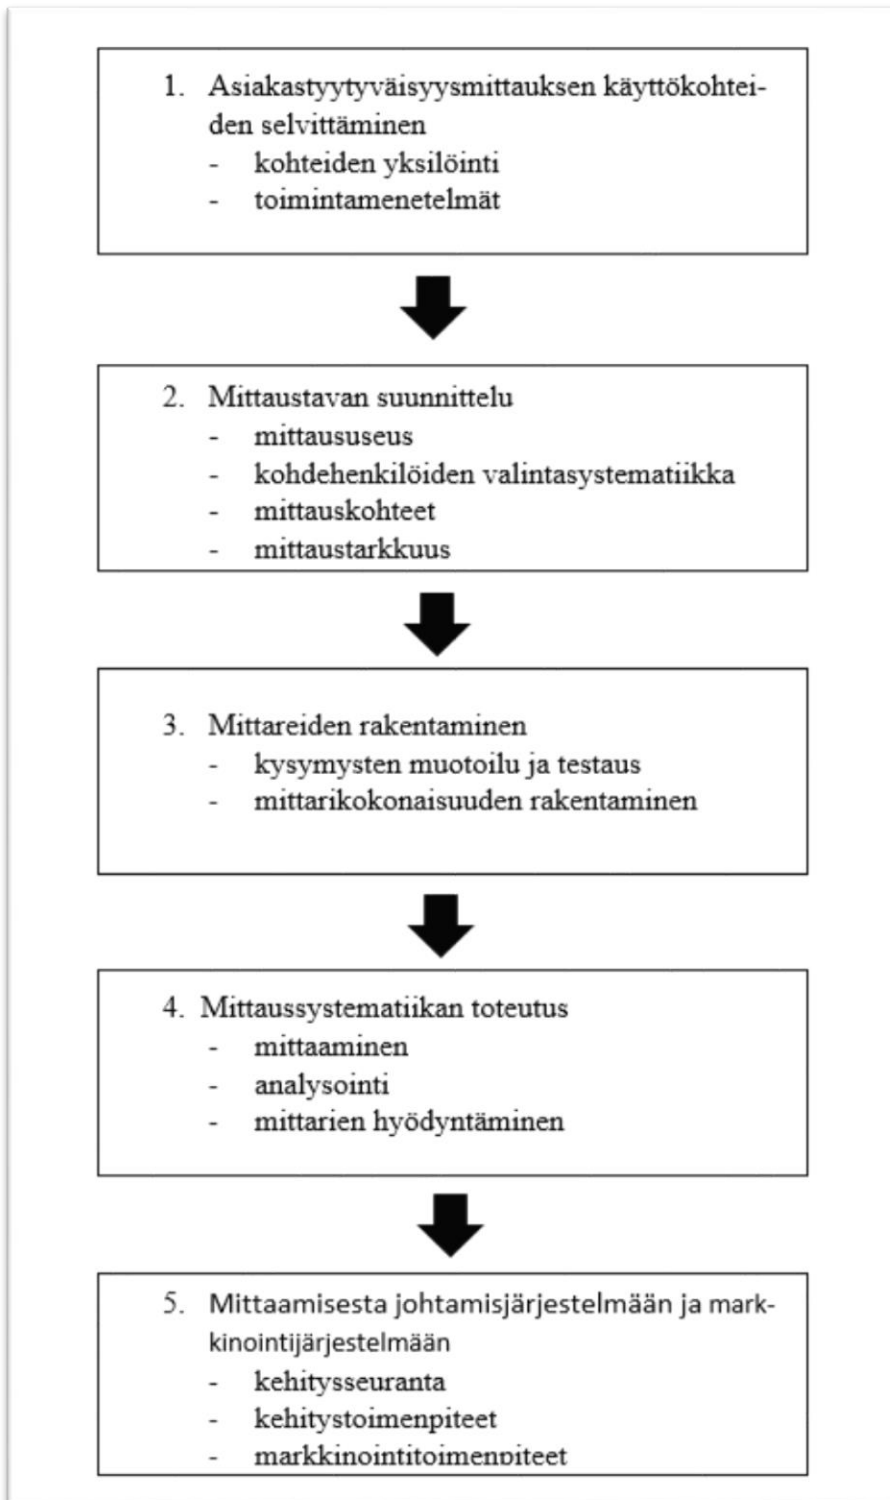 1. Asiakastyytyväisyysmittauksen käyttökohtei-
den selvittäminen
- kohteiden yksilöinti
- toimintamenetelmät
2. Mittaustavan suunnittelu
- mittaususeus
- kohdehenkilöiden valintasystematiikka
- mittauskohteet
- mittaustarkkuus
3. Mittareiden rakentaminen
- kysymysten muotoilu ja testaus
- mittarikokonaisuuden rakentaminen
4. Mittaussystematiikan toteutus
- mittaaminen
- analysointi
- mittarien hyödyntäminen
5. Mittaamisesta johtamisjärjestelmään ja mark-
kinointijärjestelmään
- kehitysseuranta
- kehitystoimenpiteet
- markkinointitoimenpiteet